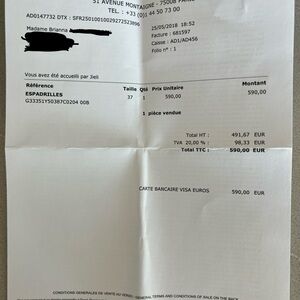 51 AVENUE MONTAIGNE - 75008 PARIS
TEL. : +33 (0)1 44 50 73 00
AD0147732 DTX : SFR25010010029272523896
25/05/2018 18:52
Madame Brianna
Facture : 681597
Caisse : AD1/AD456
Folio n° : 1
Vous avez été accueilli par Jieli
Référence Taille Qté Prix Unitaire Montant
ESPADRILLES 37 1 590,00 590,00
G33351Y50387C0204 00B
1 pièce vendue
Total HT : 491,67 EUR
TVA 20,00 % : 98,33 EUR
Total TTC : 590,00 EUR
CARTE BANCAIRE VISA EUROS 590,00 EUR
CONDITIONS GENERALES DE VENTE AU VERSO - GENERAL TERMS AND CONDITIONS OF SALE ON THE BACK